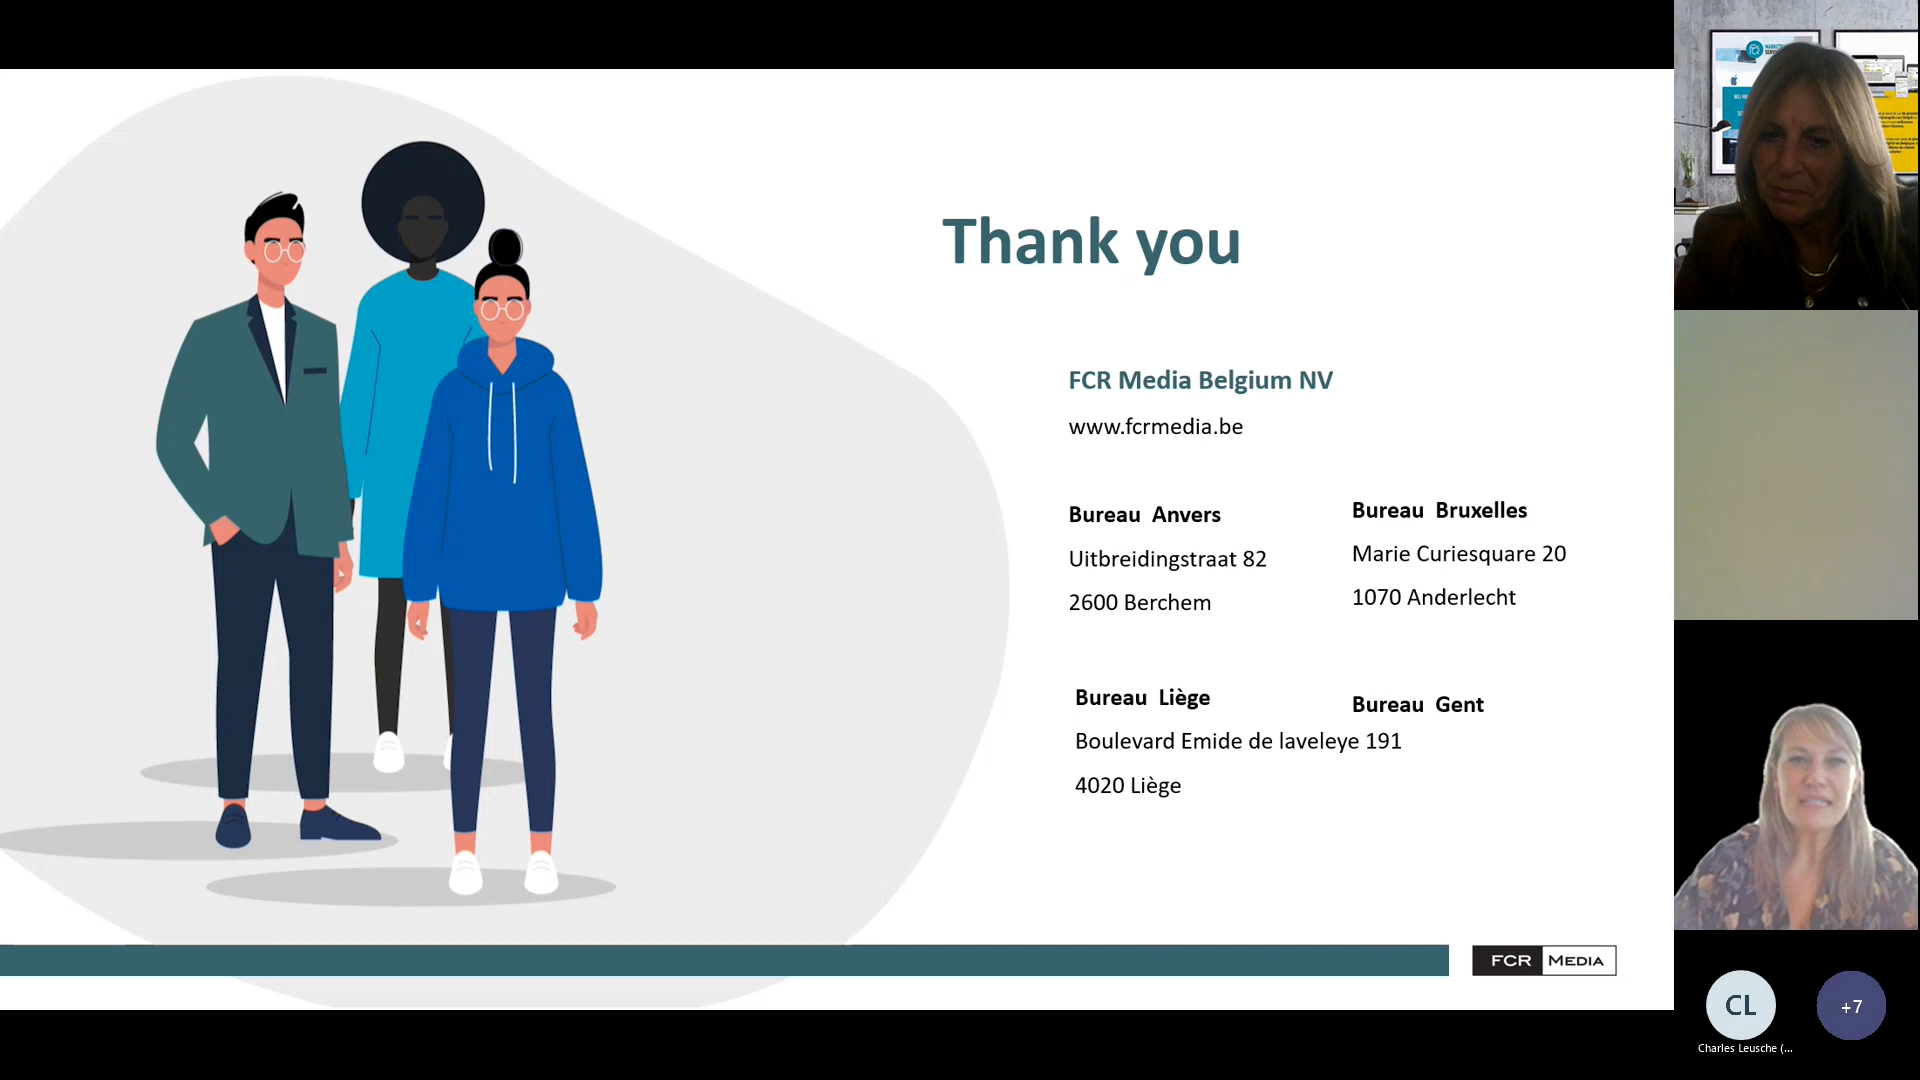 Thank you
FCR Media Belgium NV
www.fcrmedia.be
Bureau Anvers
Uitbreidingstraat 82
2600 Berchem
Bureau Bruxelles
Marie Curiesquare 20
1070 Anderlecht
Bureau Liège
Boulevard Emide de laveleye 191
4020 Liège
Bureau Gent
FCR MEDIA
CL
+7
Charles Leusche (...